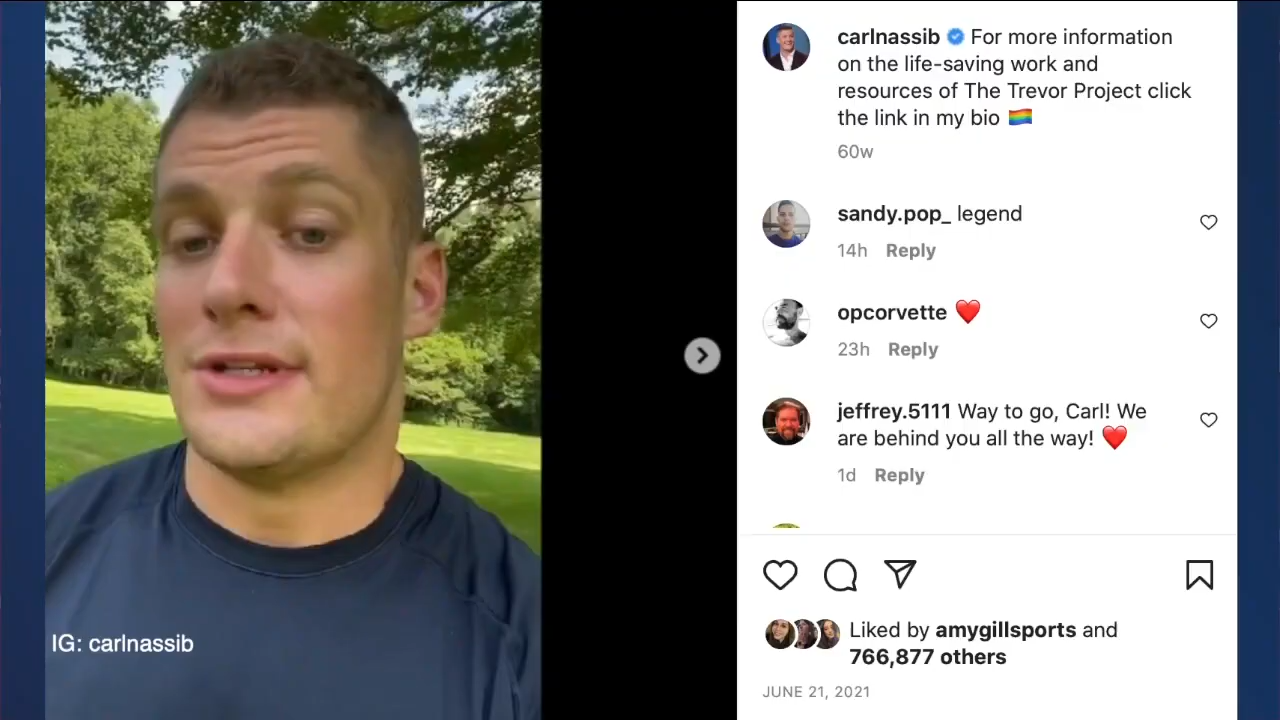 carlnassib For more information
on the life-saving work and
resources of The Trevor Project click
the link in my bio 🏳️‍🌈
60w
sandy.pop_ legend
14h Reply
opcorvette ❤️
23h Reply
jeffrey.5111 Way to go, Carl! We
are behind you all the way! ❤️
1d Reply
IG: carlnassib
Liked by amygillsports and
766,877 others
JUNE 21, 2021